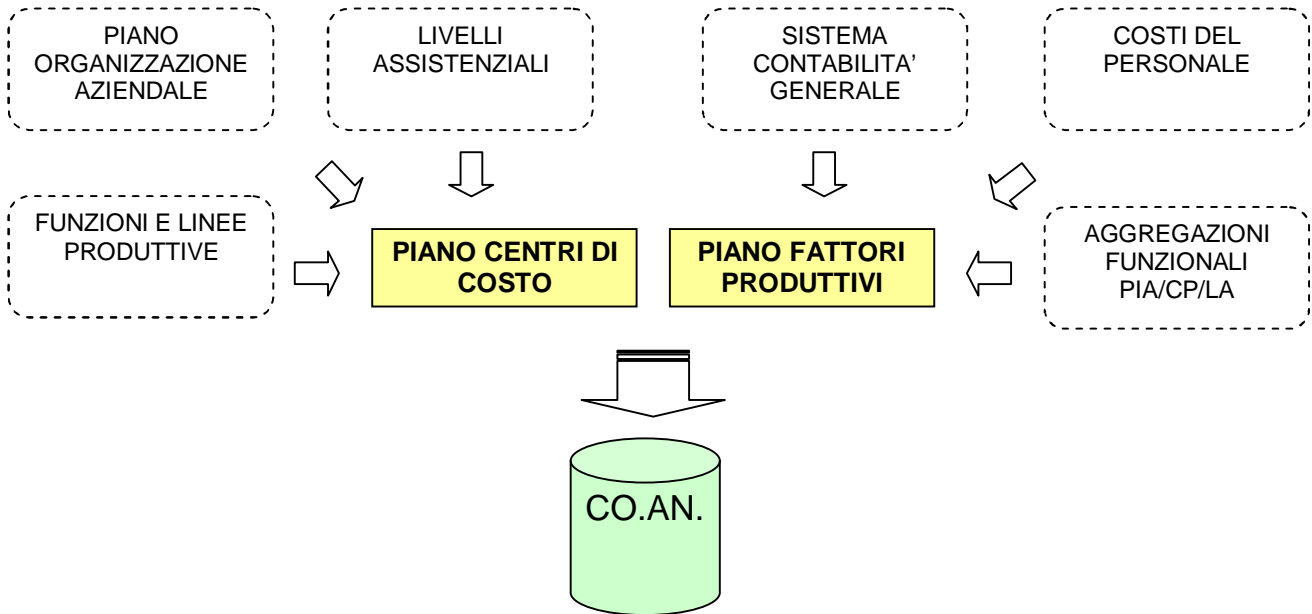 PIANO
ORGANIZZAZIONE
AZIENDALE
LIVELLI
ASSISTENZIALI
SISTEMA
CONTABILITA’
GENERALE
COSTI DEL
PERSONALE
FUNZIONI E LINEE
PRODUTTIVE
PIANO CENTRI DI
COSTO
PIANO FATTORI
PRODUTTIVI
AGGREGAZIONI
FUNZIONALI
PIA/CP/LA
CO.AN.